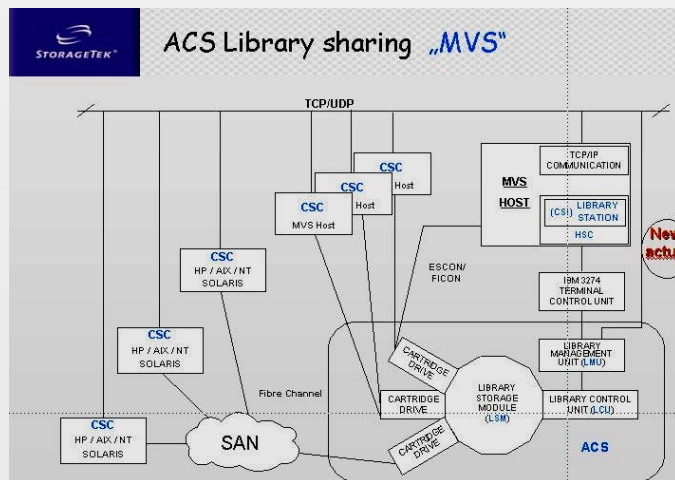 STORAGETEK®
ACS Library sharing „MVS“
TCP/UDP
TCP/IP
COMMUNICATION
MVS
HOST
(CSI) LIBRARY
STATION
HSC
CSC
Host
CSC
Host
CSC
MVS Host
New
actu
CSC
HP / AIX / NT
SOLARIS
ESCON/
FICON
IBM 3274
TERMINAL
CONTROL UNIT
CSC
HP / AIX / NT
SOLARIS
LIBRARY
MANAGEMENT
UNIT (LMU)
CARTRIDGE
DRIVE
Fibre Channel
CARTRIDGE
DRIVE
LIBRARY
STORAGE
MODULE
(LSM)
LIBRARY CONTROL
UNIT (LCU)
CSC
HP / AIX / NT
SOLARIS
SAN
CARTRIDGE
DRIVE
ACS